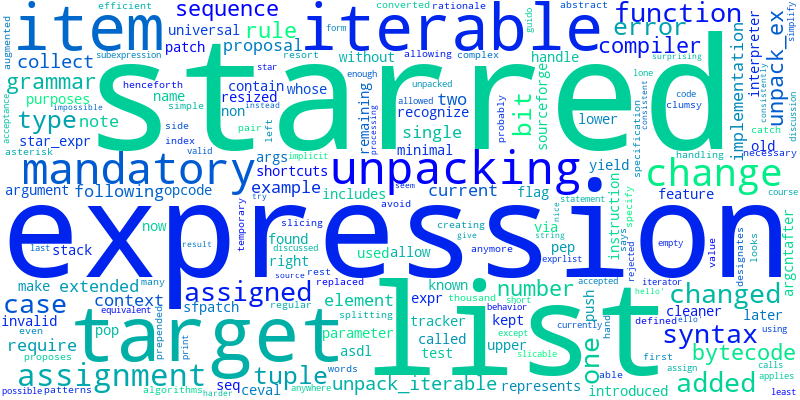 efficient
sequence
converted
rationale
abstract
augmented
item
iterable
guido
function
simplify
universal
rule
form
allowing
complex
error
subexpression
patch
proposal
star
resort
without
handle
surprising
compiler
implementation
interpreter
unpack_ex
consistently
discussion
collect
henceforth
contain
whose
enough
unpacked
sourceforge
lone
code
clumsy
grammar
impossible
resized
starred
acceptance
purposes
name
simple
instead
remaining
processing
allowed
two
bit
probably
lower
specification
consistent
type
note
non
pair
left
recognize
catch
asterisk
side
single
old
star_expr
index
args
implicit
minimal
handling
necessary
mandatory
valid
shortcuts
unpacking
yield
change
argument
following
opcode
example
seem
try
current
flag
statement
instruction
specify
feature
course
now
temporary
slicing
includes
avoid
creating
give
nice
via
string
says
rejected
expression
empty
value
designates
looks
argcntafter
last
stack
result
found
discussed
right
used
allow
anymore
pep
exprlist
iterator
make
extended
many
source
rest
known
thousand
behavior
accepted
hello'
case
context
assigned
replaced
element
expr
number
push
changed
cleaner
invalid
equivalent
sfpatch
regular
splitting
short
currently
hand
defined
later
even
pop
prepended
target
parameter
tracker
kept
except
one
list
ello'
using
require
print
called
upper
slicable
syntax
proposes
asdl
test
first
bytecode
assignment
tuple
words
represents
able
assign
calls
applies
possible
patterns
algorithms
harder
seq
ceval
anywhere
unpack_iterable
introduced
added
least